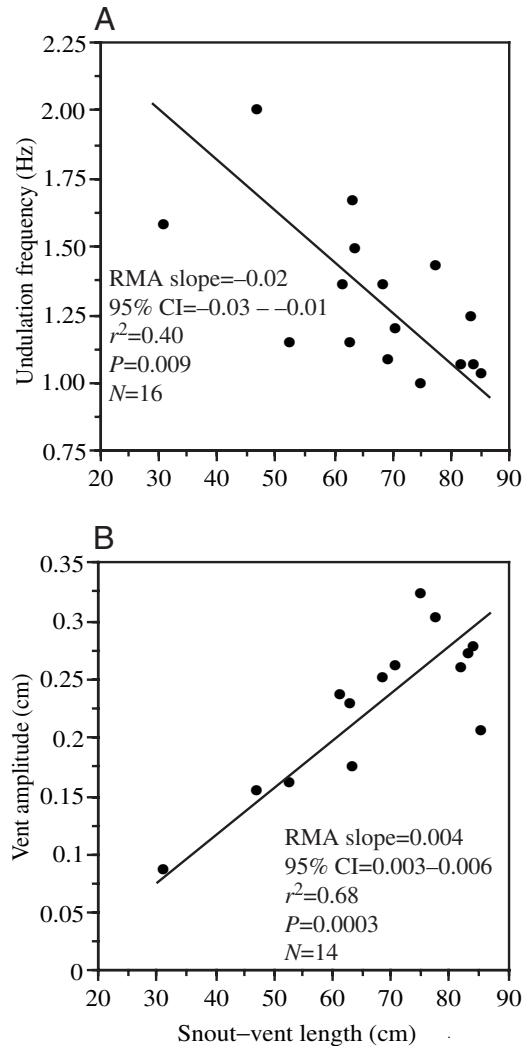 A
2.25
2.00
1.75
1.50
1.25
1.00
0.75
Undulation frequency (Hz)
RMA slope=–0.02
95% CI=–0.03 – –0.01
r²=0.40
P=0.009
N=16
20 30 40 50 60 70 80 90
B
0.35
0.3
0.25
0.2
0.15
0.1
0.05
0
Vent amplitude (cm)
RMA slope=0.004
95% CI=0.003–0.006
r²=0.68
P=0.0003
N=14
20 30 40 50 60 70 80 90
Snout–vent length (cm)